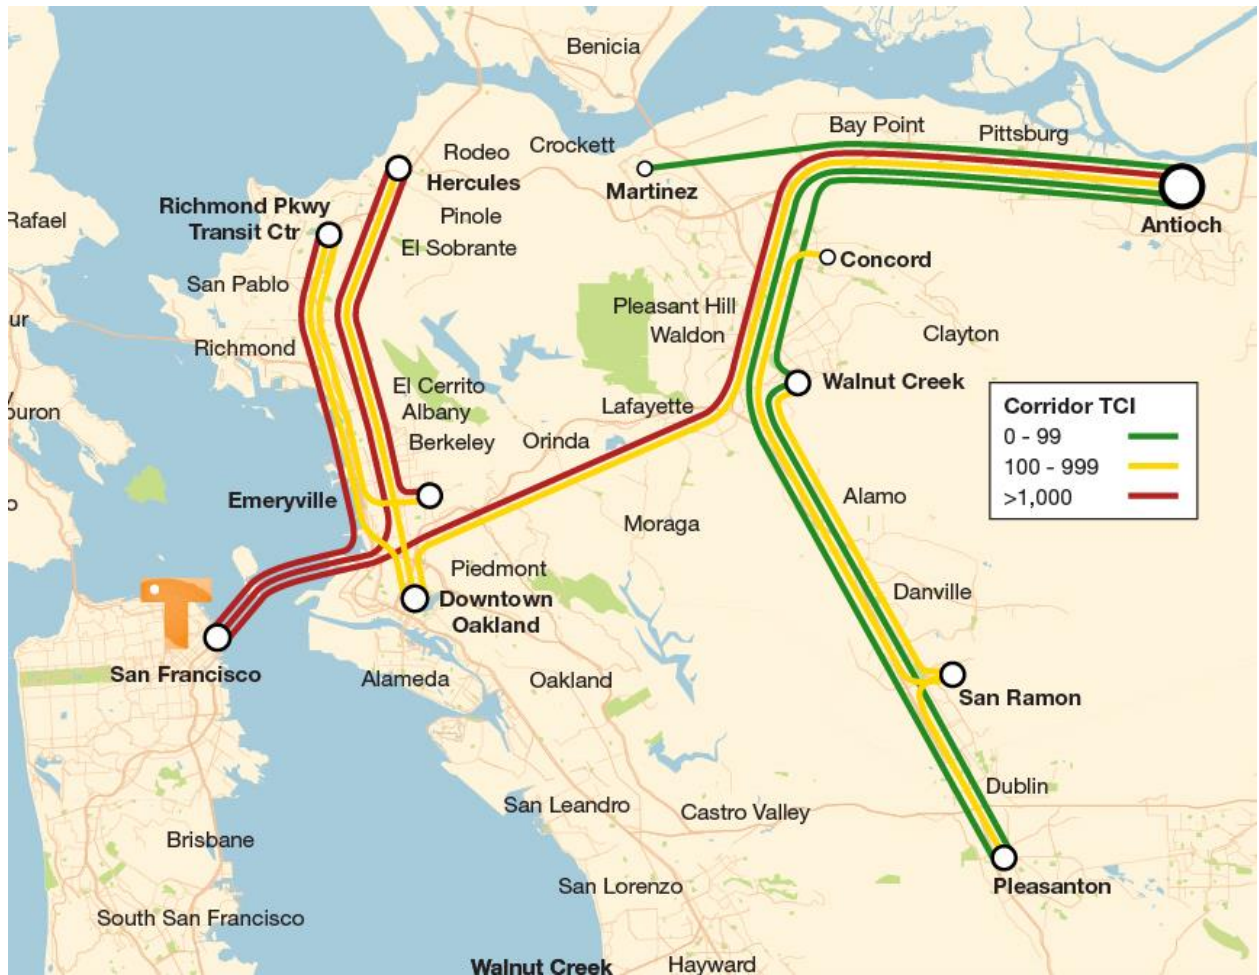 Benicia
Bay Point
Pittsburg
Crockett
Rodeo
Hercules
Martinez
Richmond Pkwy
Transit Ctr
Pinole
Rafael
Antioch
El Sobrante
Concord
San Pablo
Pleasant Hill
Waldon
ur
Clayton
Richmond
El Cerrito
Walnut Creek
Albany
Lafayette
Corridor TCI
0 - 99
100 - 999
>1,000
buron
Berkeley
Orinda
Emeryville
Alamo
Moraga
Piedmont
Danville
Downtown
Oakland
T
San Francisco
Alameda
Oakland
San Ramon
Dublin
San Leandro
Castro Valley
Brisbane
San Lorenzo
Pleasanton
South San Francisco
Walnut Creek
Hayward